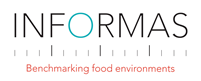 INFORMAS
Benchmarking food environments